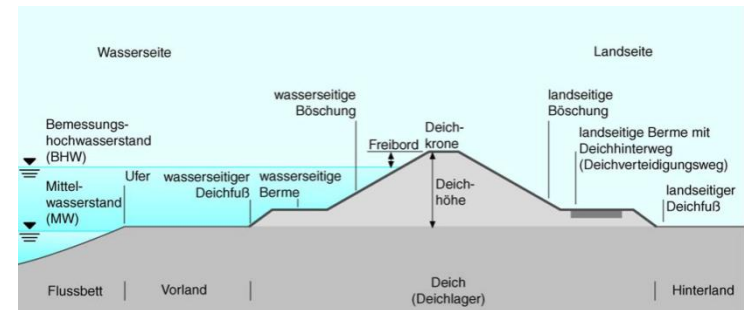 Wasserseite
Landseite
wasserseitige
Böschung
landseitige
Böschung
Bemessungs-
hochwasserstand
(BHW)
Freibord
Deich-
krone
landseitige Berme mit
Deichhinterweg
(Deichverteidigungsweg)
Mittel-
wasserstand
(MW)
Ufer
wasserseitiger
Deichfuß
wasserseitige
Berme
Deich-
höhe
landseitiger
Deichfuß
Flussbett
Vorland
Deich
(Deichlager)
Hinterland